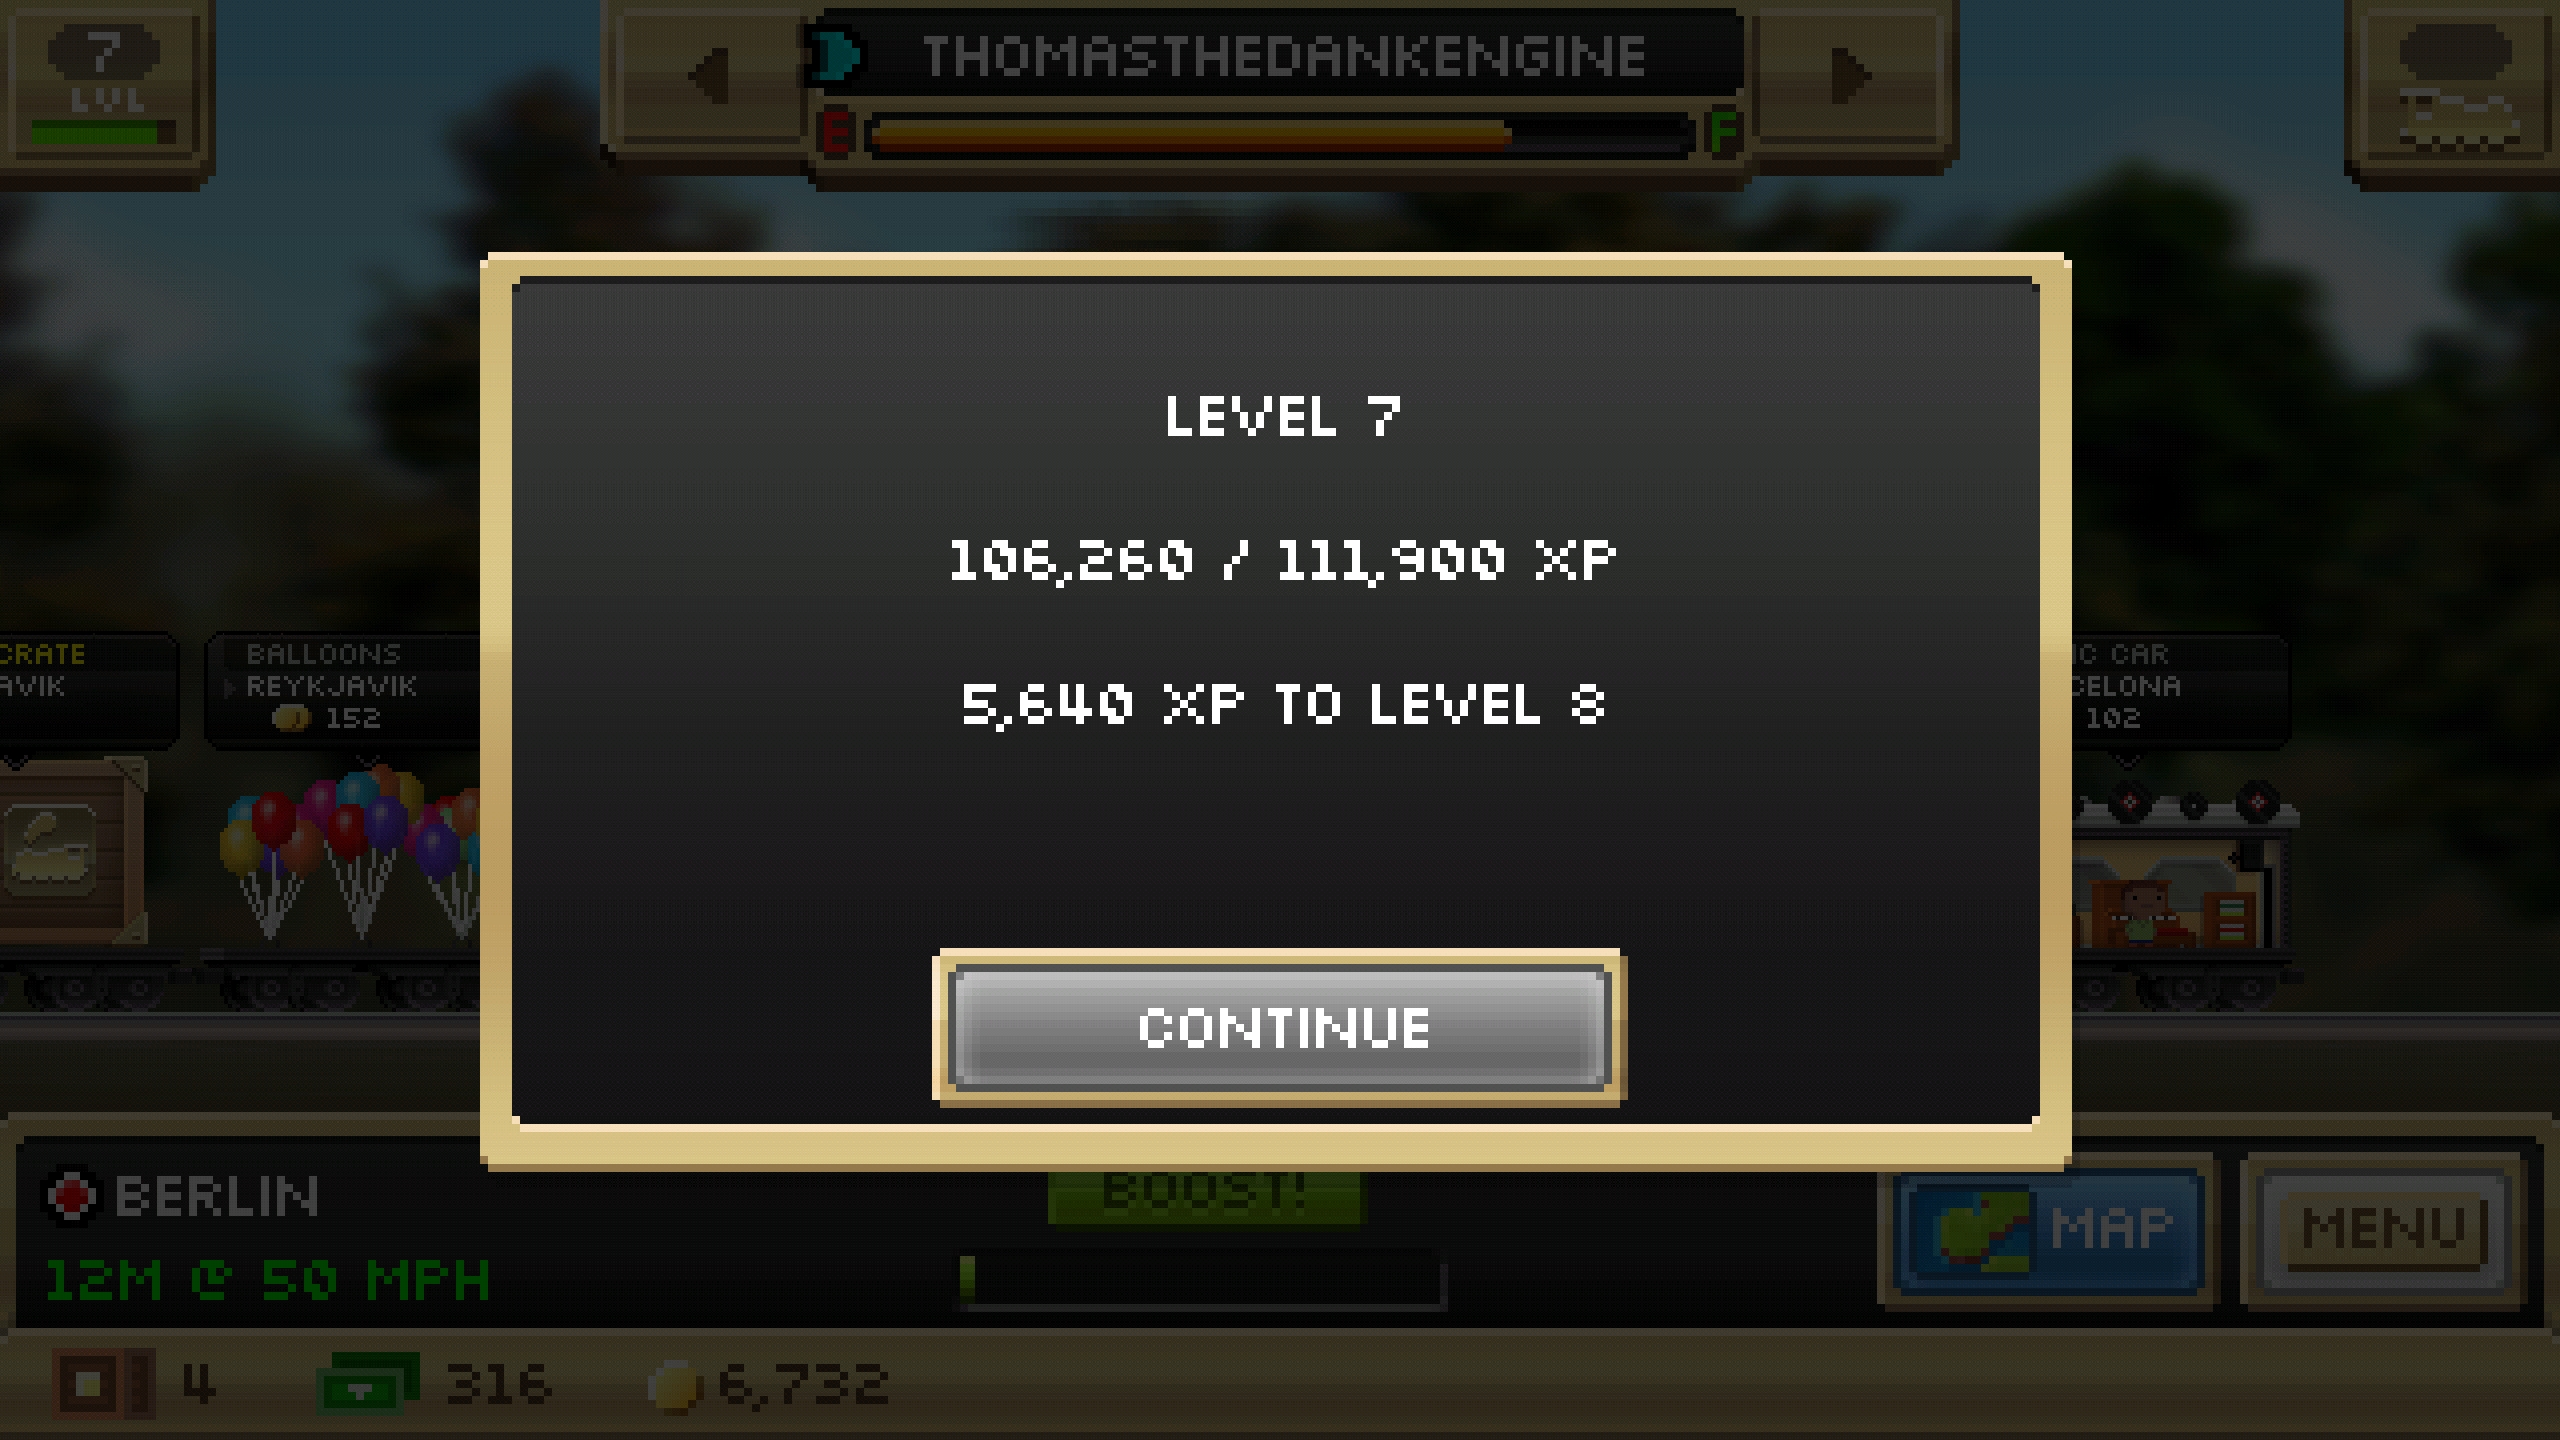 7
LVL
THOMASTHEDANKENGINE
E
F
LEVEL 7
106,260 / 111,900 XP
5,640 XP TO LEVEL 8
CONTINUE
CRATE
AVIK
BALLOONS
REYKJAVIK
152
IC CAR
CELONA
102
BERLIN
12M @ 50 MPH
BOOST!
MAP
MENU
4
316
6,732